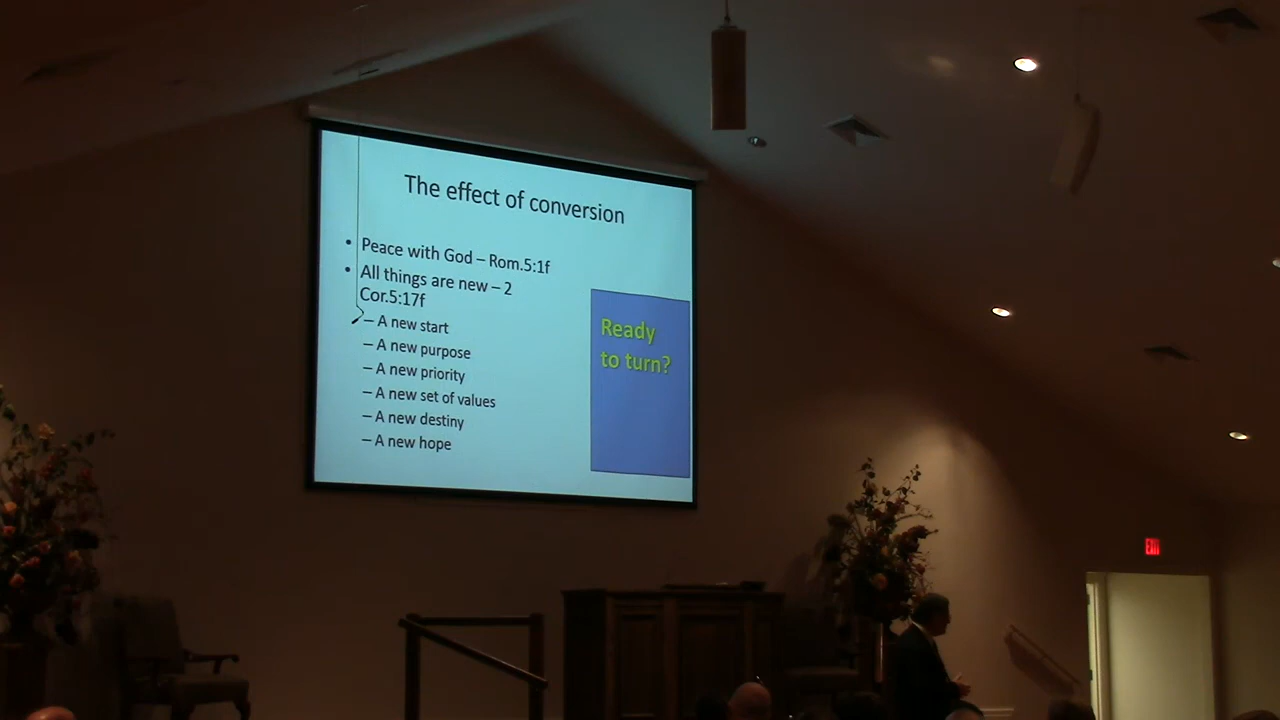 The effect of conversion
• Peace with God – Rom.5:1f
• All things are new – 2
Cor.5:17f
– A new start
– A new purpose
– A new priority
– A new set of values
– A new destiny
– A new hope
Ready
to turn?
EXIT